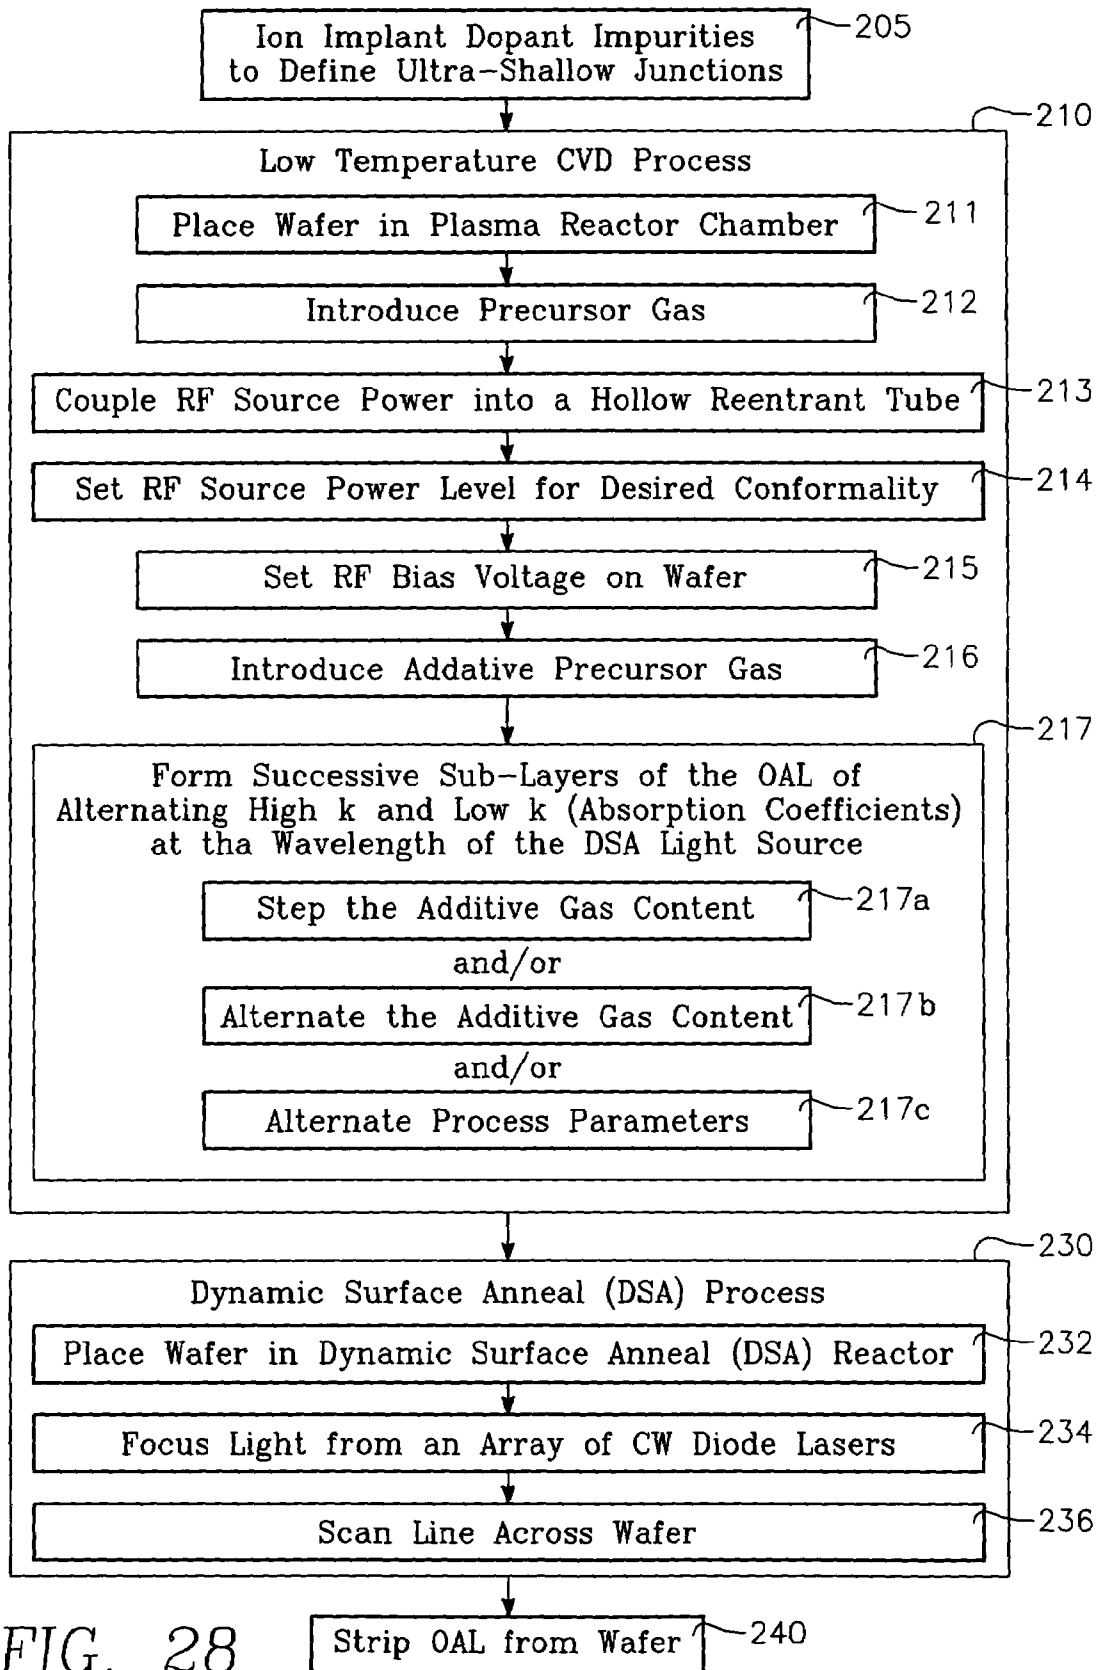 Ion Implant Dopant Impurities
to Define Ultra-Shallow Junctions
205
210
Low Temperature CVD Process
Place Wafer in Plasma Reactor Chamber
211
Introduce Precursor Gas
212
Couple RF Source Power into a Hollow Reentrant Tube
213
Set RF Source Power Level for Desired Conformality
214
Set RF Bias Voltage on Wafer
215
Introduce Addative Precursor Gas
216
217
Form Successive Sub-Layers of the OAL of
Alternating High k and Low k (Absorption Coefficients)
at tha Wavelength of the DSA Light Source
Step the Additive Gas Content
217a
and/or
Alternate the Additive Gas Content
217b
and/or
Alternate Process Parameters
217c
230
Dynamic Surface Anneal (DSA) Process
Place Wafer in Dynamic Surface Anneal (DSA) Reactor
232
Focus Light from an Array of CW Diode Lasers
234
Scan Line Across Wafer
236
Strip OAL from Wafer
240
FIG. 28